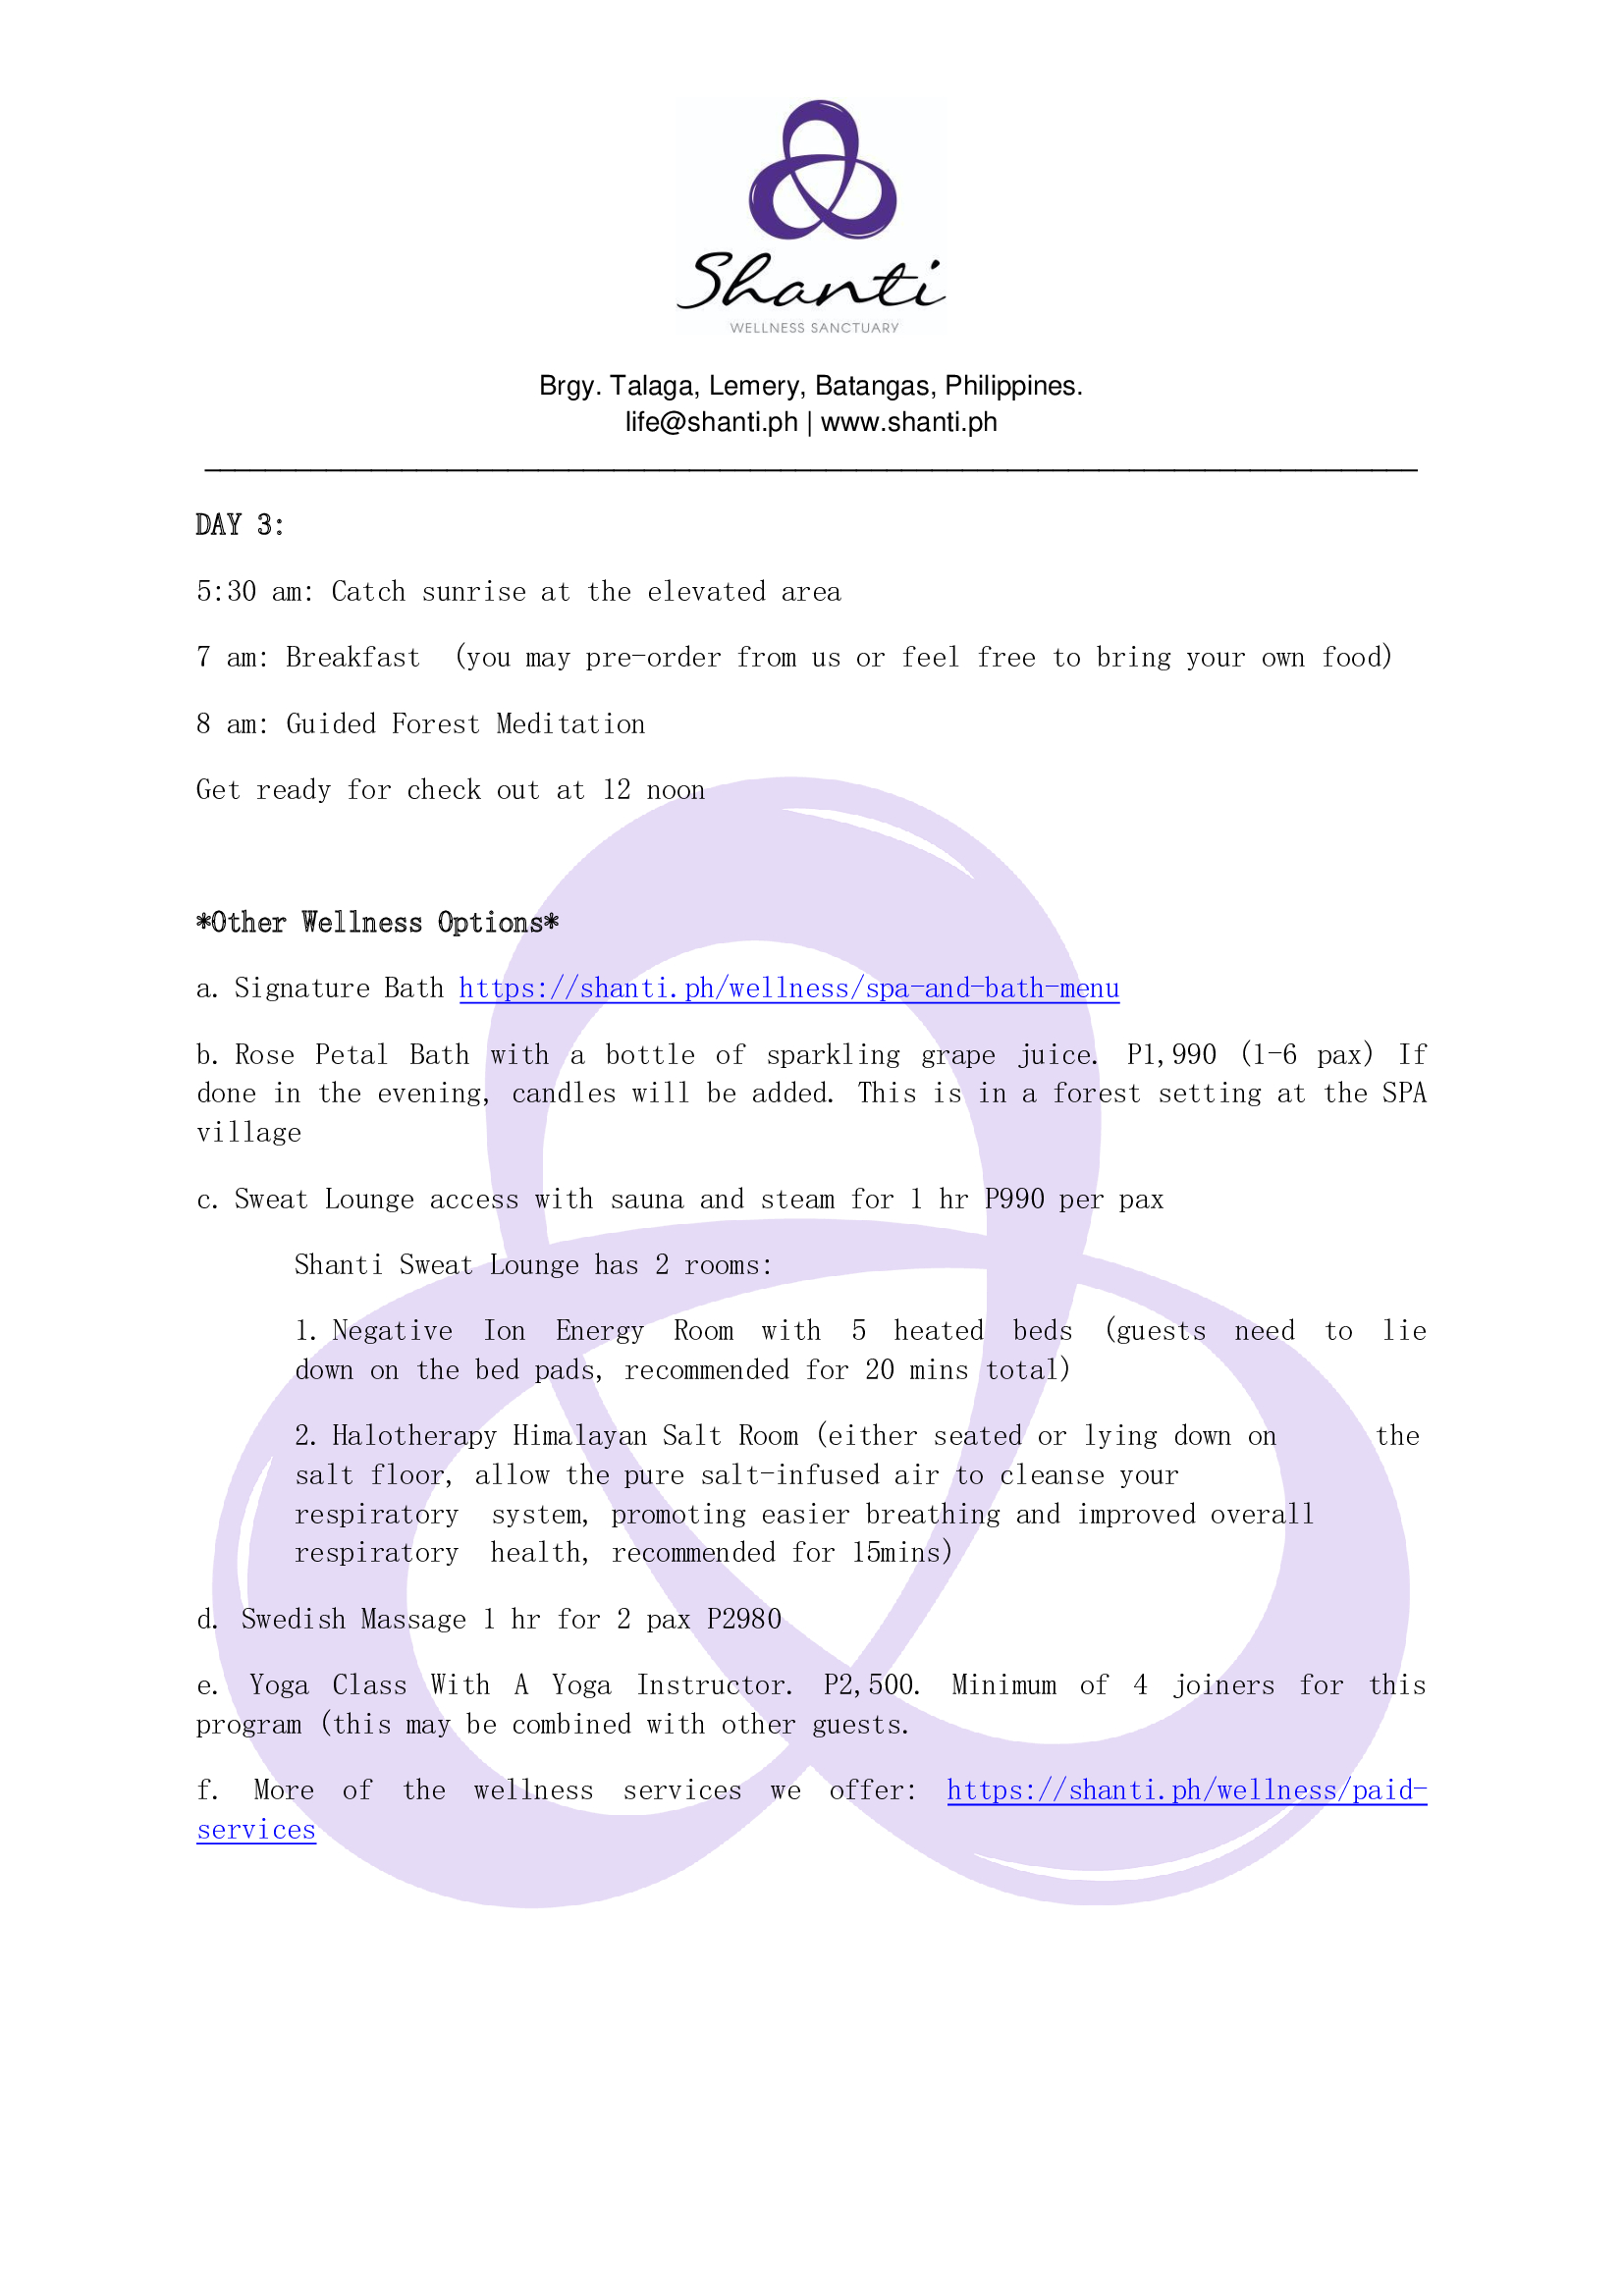 Shanti
WELLNESS SANCTUARY
Brgy. Talaga, Lemery, Batangas, Philippines.
life@shanti.ph | www.shanti.ph
DAY 3:
5:30 am: Catch sunrise at the elevated area
7 am: Breakfast (you may pre-order from us or feel free to bring your own food)
8 am: Guided Forest Meditation
Get ready for check out at 12 noon
*Other Wellness Options*
a. Signature Bath https://shanti.ph/wellness/spa-and-bath-menu
b. Rose Petal Bath with a bottle of sparkling grape juice. P1,990 (1-6 pax) If
done in the evening, candles will be added. This is in a forest setting at the SPA
village
c. Sweat Lounge access with sauna and steam for 1 hr P990 per pax
Shanti Sweat Lounge has 2 rooms:
1. Negative Ion Energy Room with 5 heated beds (guests need to lie
down on the bed pads, recommended for 20 mins total)
2. Halotherapy Himalayan Salt Room (either seated or lying down on the
salt floor, allow the pure salt-infused air to cleanse your
respiratory system, promoting easier breathing and improved overall
respiratory health, recommended for 15mins)
d. Swedish Massage 1 hr for 2 pax P2980
e. Yoga Class With A Yoga Instructor. P2,500. Minimum of 4 joiners for this
program (this may be combined with other guests.
f. More of the wellness services we offer: https://shanti.ph/wellness/paid-
services